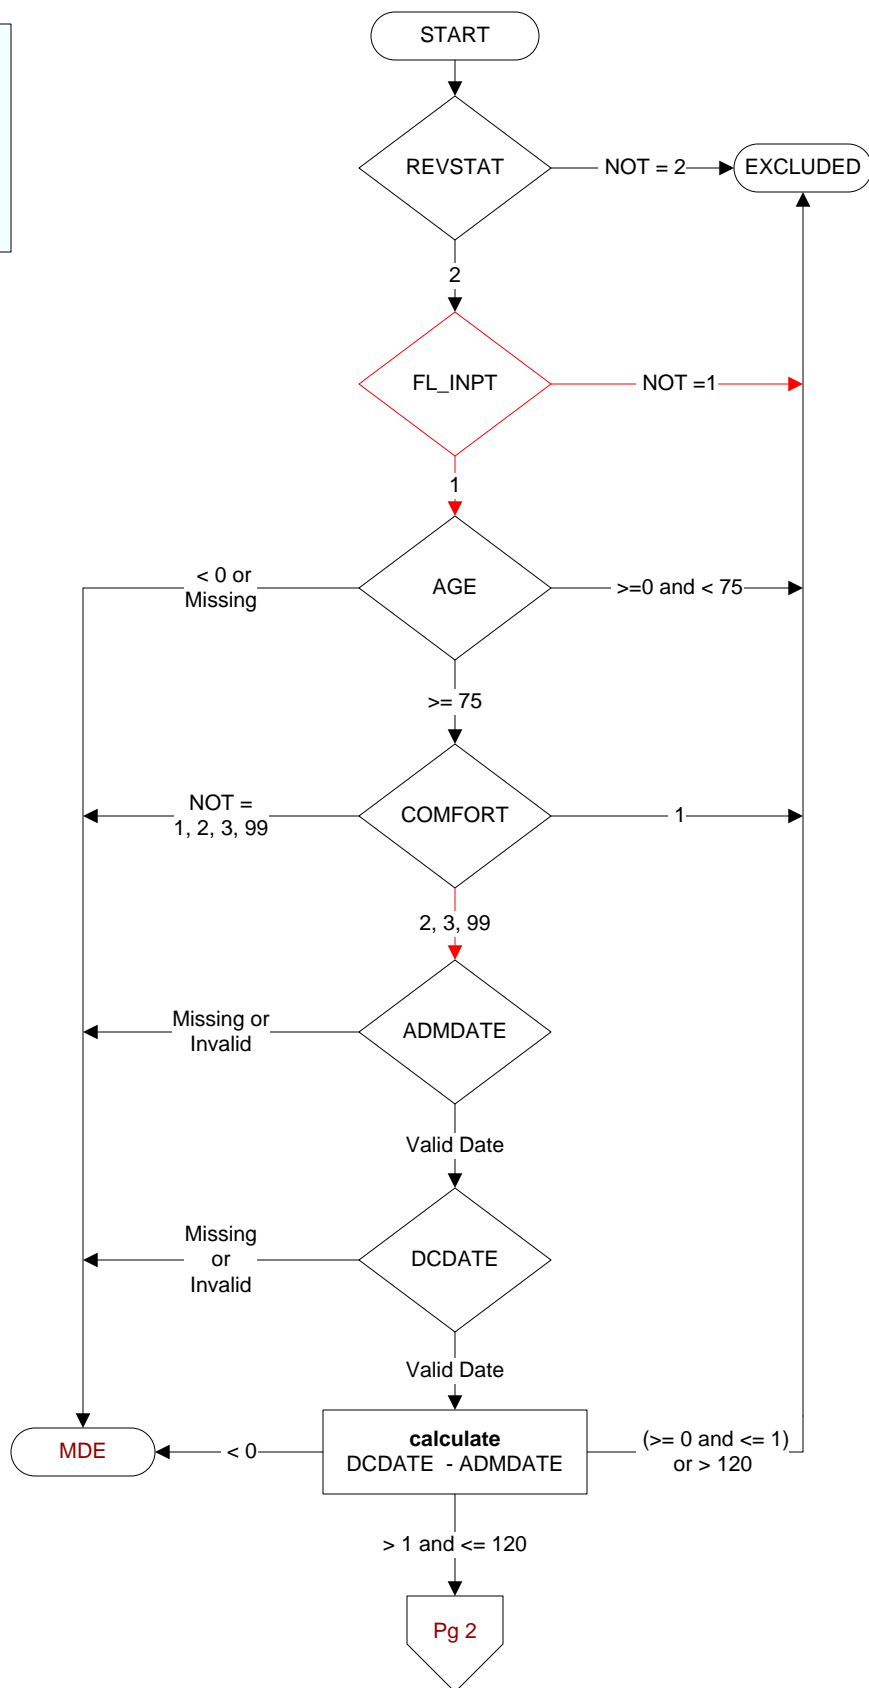 START
REVSTAT
NOT = 2
EXCLUDED
2
FL_INPT
NOT =1
1
< 0 or
Missing
AGE
>=0 and < 75
>= 75
NOT =
1, 2, 3, 99
COMFORT
1
2, 3, 99
Missing or
Invalid
ADMDATE
Valid Date
Missing
or
Invalid
DCDATE
Valid Date
MDE
< 0
calculate
DCDATE - ADMDATE
(>= 0 and <= 1)
or > 120
> 1 and <= 120
Pg 2